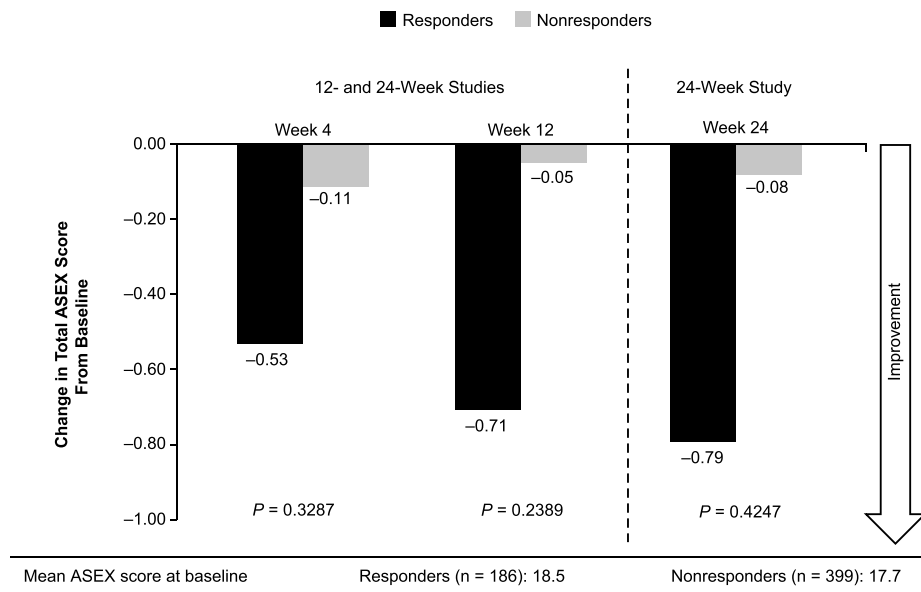 Responders Nonresponders
12- and 24-Week Studies
24-Week Study
Week 4
Week 12
Week 24
0.00
–0.20
–0.40
–0.60
–0.80
–1.00
Change in Total ASEX Score
From Baseline
–0.11
–0.05
–0.08
–0.53
–0.71
–0.79
P = 0.3287
P = 0.2389
P = 0.4247
Improvement
Mean ASEX score at baseline Responders (n = 186): 18.5 Nonresponders (n = 399): 17.7